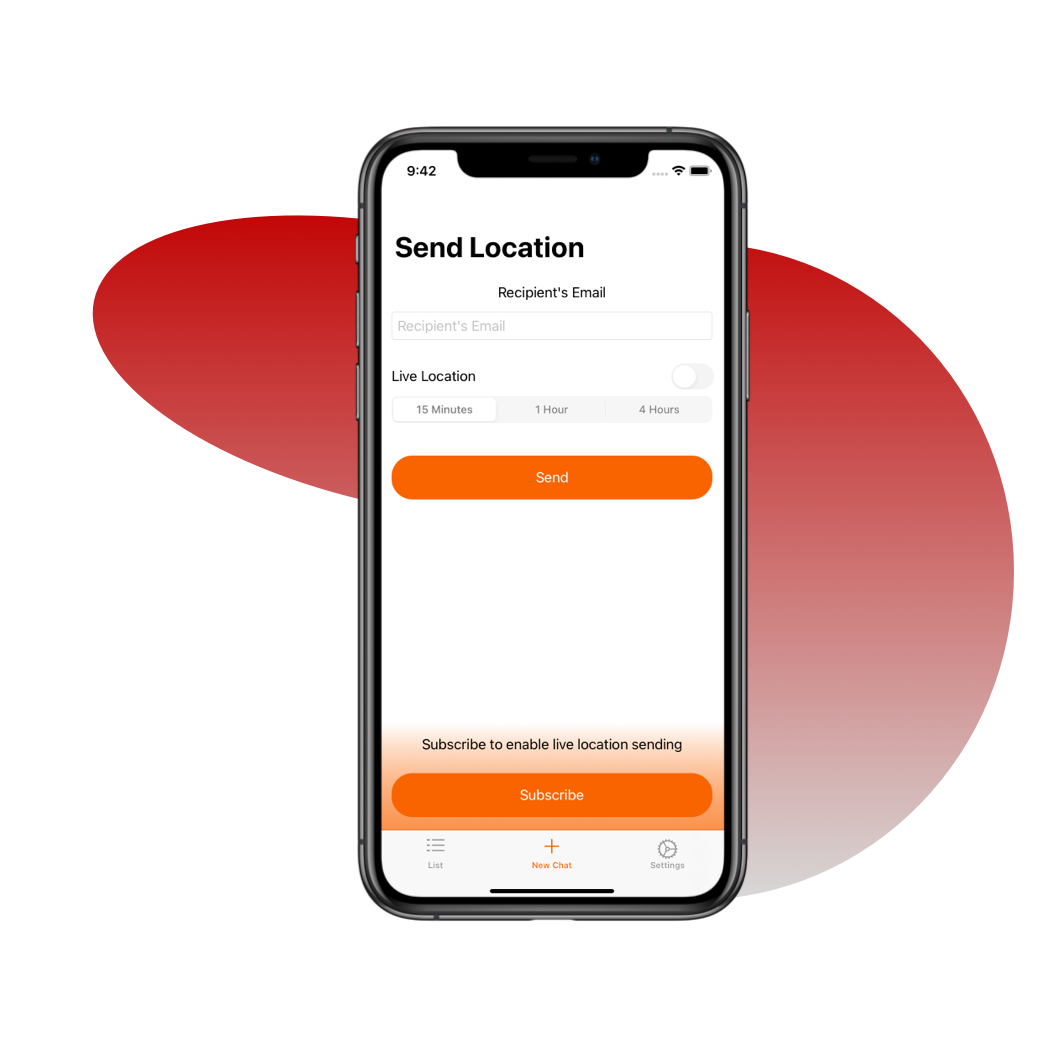 9:42
Send Location
Recipient's Email
Recipient's Email
Live Location
15 Minutes 1 Hour 4 Hours
Send
Subscribe to enable live location sending
Subscribe
List New Chat Settings